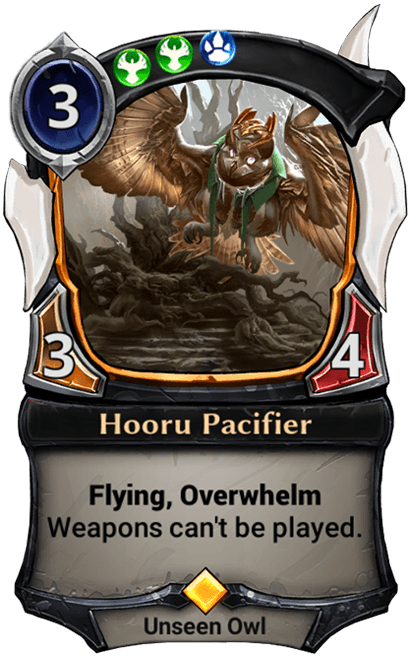 3
3
4
Hooru Pacifier
Flying, Overwhelm
Weapons can't be played.
Unseen Owl